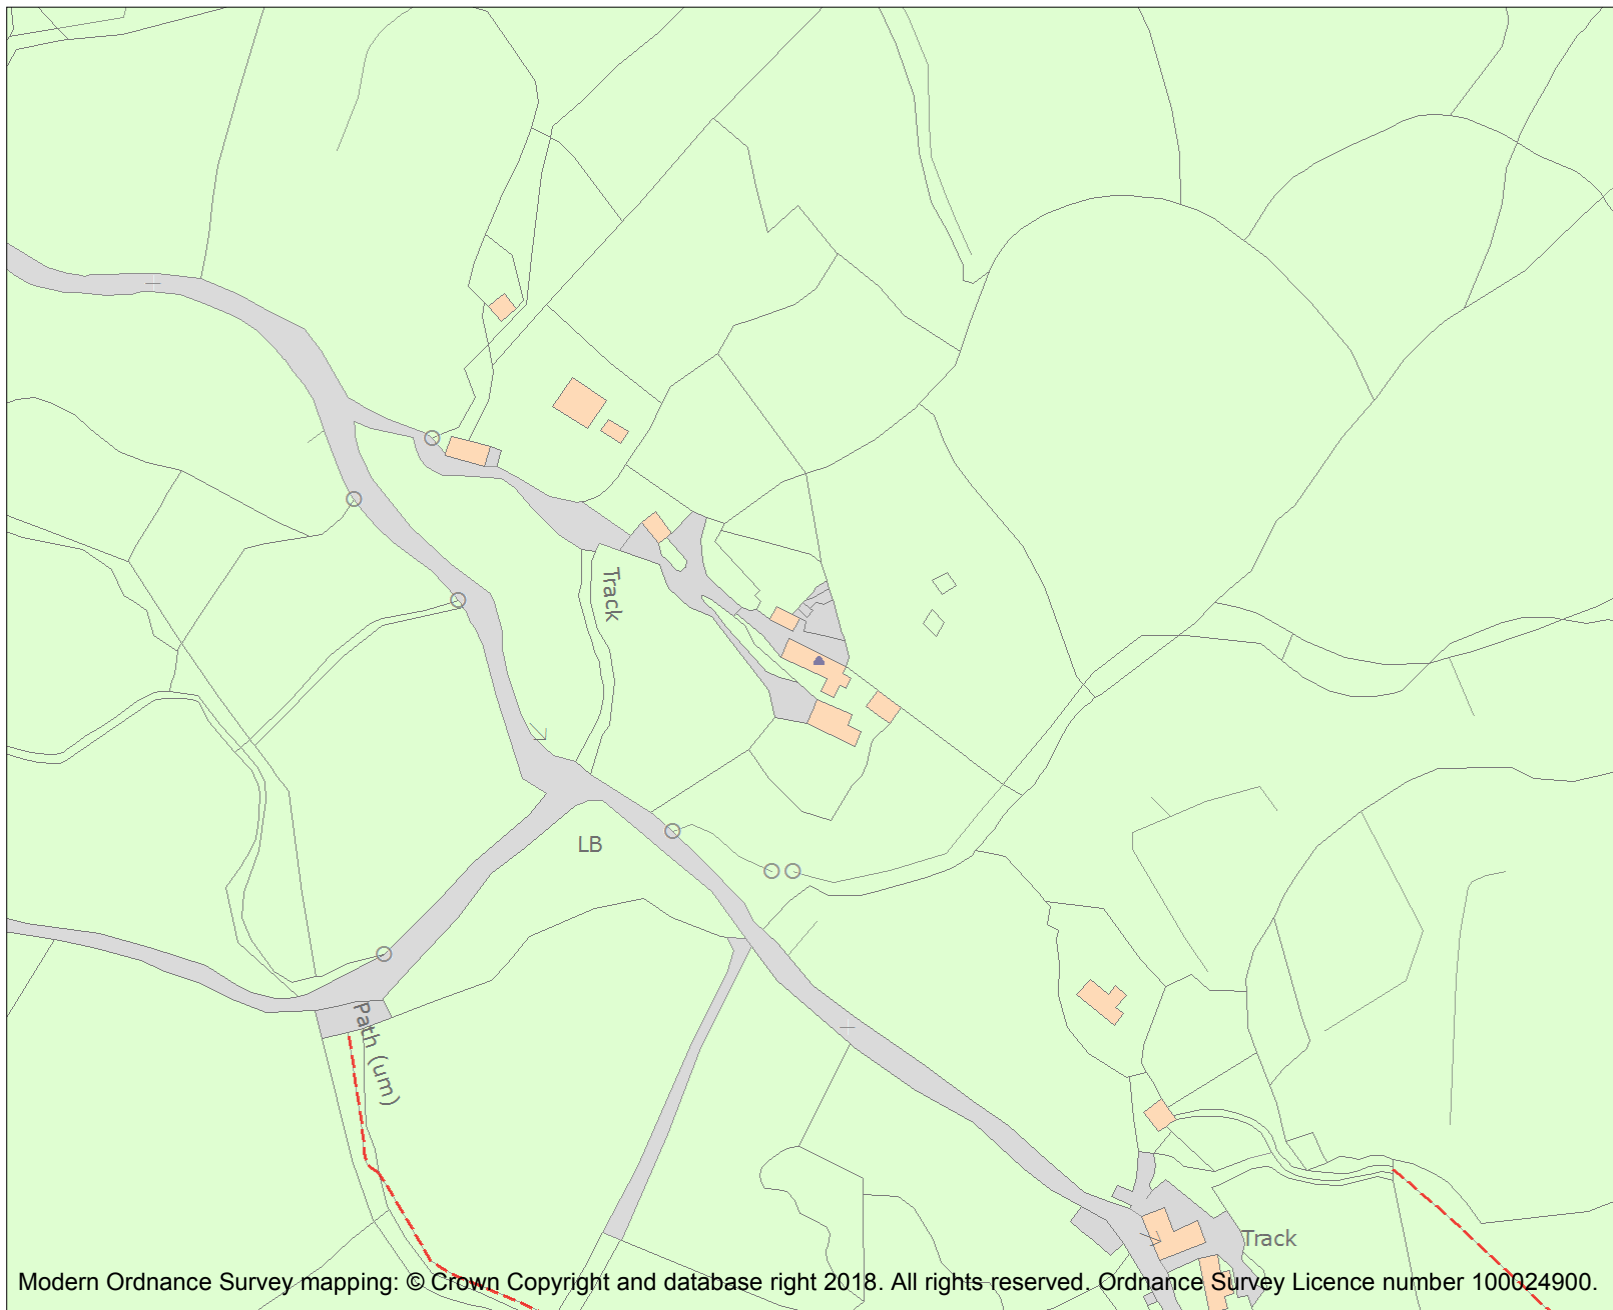 Track
LB
Path (um)
Track
Modern Ordnance Survey mapping: © Crown Copyright and database right 2018. All rights reserved. Ordnance Survey Licence number 100024900.